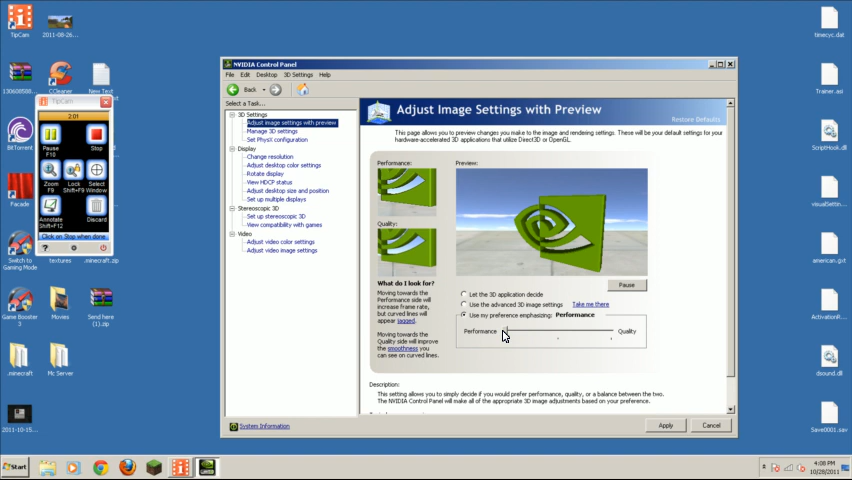 TipCam
2011-08-26...
130608588...
CCleaner
New Text
BitTorrent
Facade
Switch to
Gaming Mode
textures
.minecraft.zip
Game Booster
3
Movies
Send here
(1).zip
.minecraft
Mc Server
2011-10-15...
TipCam
2:01
Pause
F10
Stop
Zoom
F9
Lock
Shift+F9
Select
Window
Annotate
Shift+F12
Discard
Click on Stop when done
?
NVIDIA Control Panel
File Edit Desktop 3D Settings Help
Back
Select a Task...
3D Settings
Adjust image settings with preview
Manage 3D settings
Set PhysX configuration
Display
Change resolution
Adjust desktop color settings
Rotate display
View HDCP status
Adjust desktop size and position
Set up multiple displays
Stereoscopic 3D
Set up stereoscopic 3D
View compatibility with games
Video
Adjust video color settings
Adjust video image settings
System Information
Adjust Image Settings with Preview
Restore Defaults
This page allows you to preview changes you make to the image and rendering settings. These will be your default settings for your
hardware-accelerated 3D applications that utilize Direct3D or OpenGL.
Performance:
Preview:
Quality:
What do I look for?
Moving towards the
Performance side will
increase frame rate,
but curved lines will
appear jagged.
Moving towards the
Quality side will improve
the smoothness you
can see on curved lines.
Pause
Let the 3D application decide
Use the advanced 3D image settings Take me there
Use my preference emphasizing: Performance
Performance Quality
Description:
This setting allows you to simply decide if you would prefer performance, quality, or a balance between the two.
The NVIDIA Control Panel will make all of the appropriate 3D image adjustments based on your preference.
Apply Cancel
timecyc.dat
Trainer.asi
ScriptHook.dll
visualSettin...
american.gxt
ActivationR...
dsound.dll
Save0001.sav
Start
4:08 PM
10/28/2011